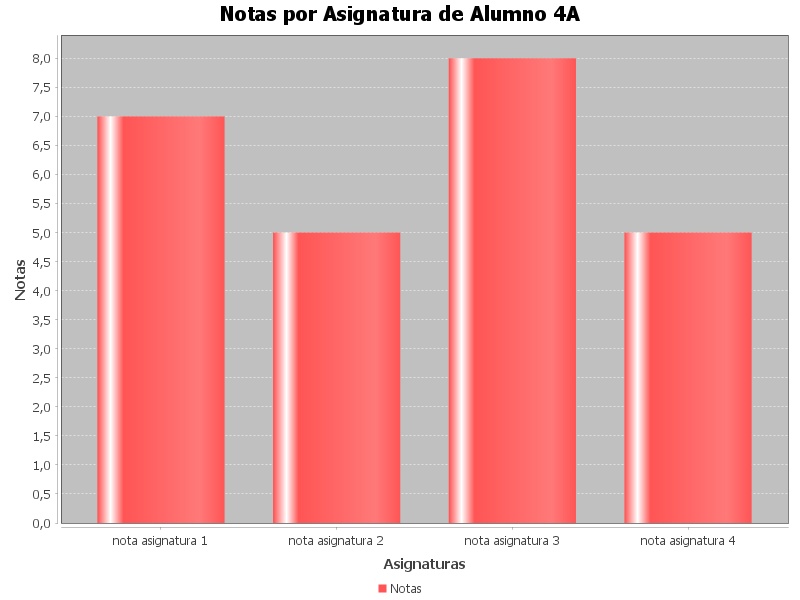 Notas por Asignatura de Alumno 4A
8,0
7,5
7,0
6,5
6,0
5,5
5,0
4,5
4,0
3,5
3,0
2,5
2,0
1,5
1,0
0,5
0,0
Notas
nota asignatura 1
nota asignatura 2
nota asignatura 3
nota asignatura 4
Asignaturas
Notas